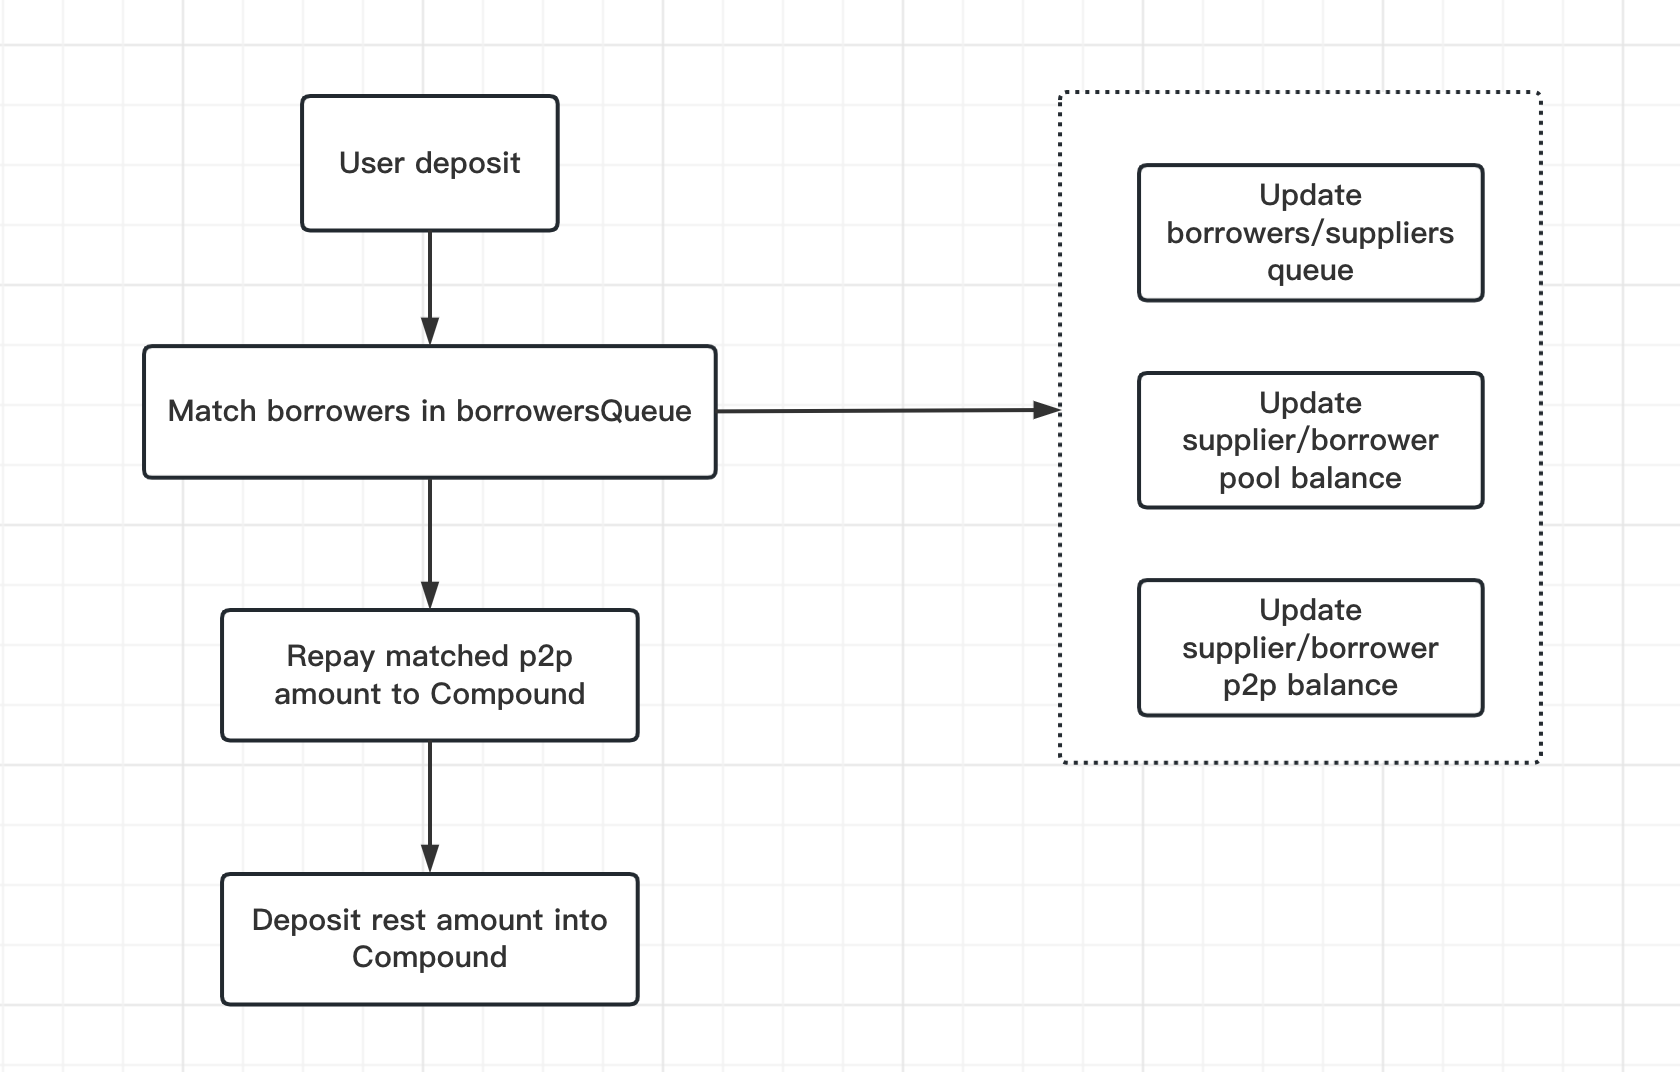 User deposit
Match borrowers in borrowersQueue
Repay matched p2p
amount to Compound
Deposit rest amount into
Compound
Update
borrowers/suppliers
queue
Update
supplier/borrower
pool balance
Update
supplier/borrower
p2p balance